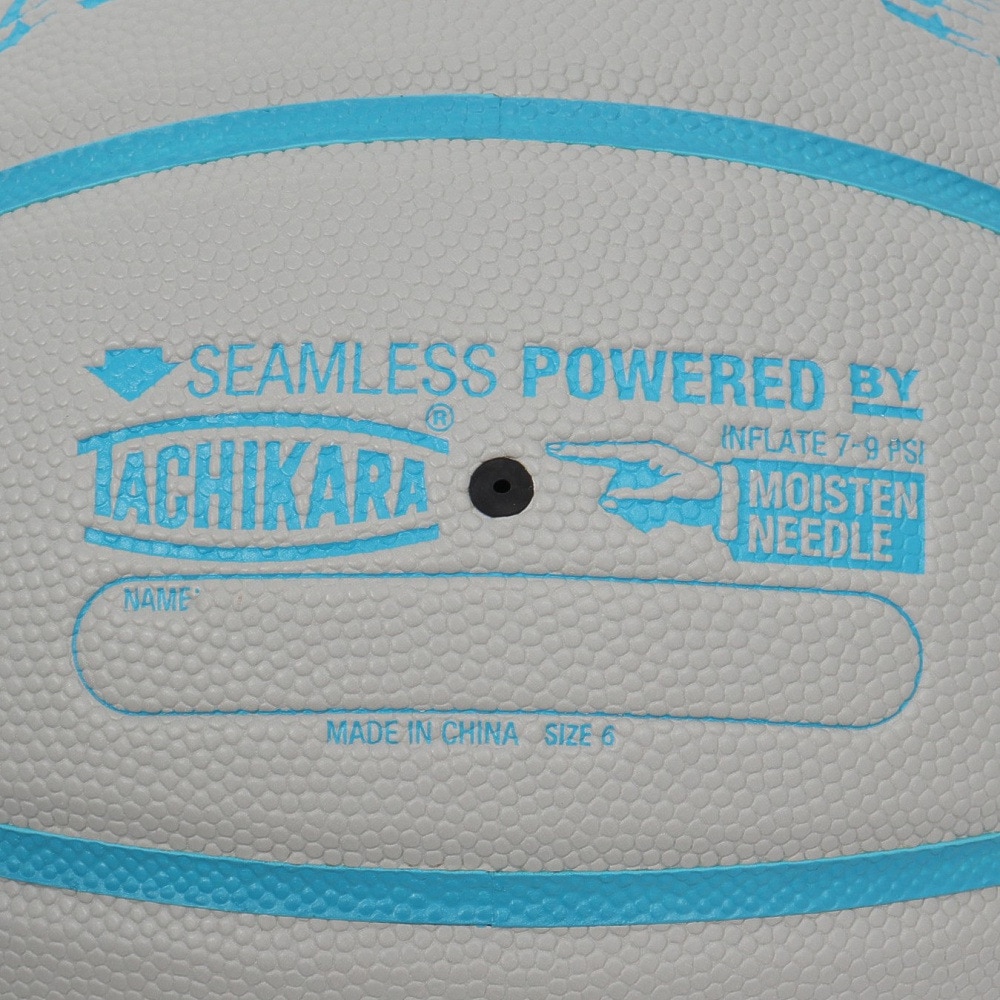 SEAMLESS POWERED BY
TACHIKARA®
INFLATE 7-9 PSI
MOISTEN
NEEDLE
NAME:
MADE IN CHINA SIZE 6